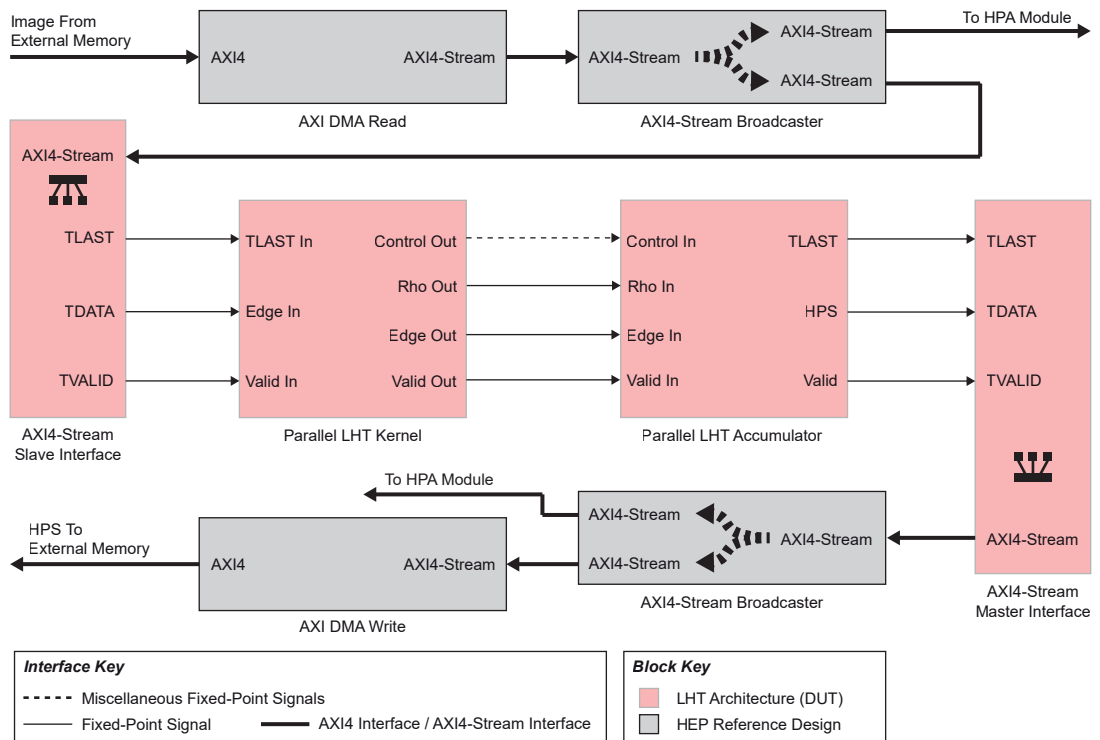 Image From
External Memory
AXI4
AXI4-Stream
AXI DMA Read
AXI4-Stream
AXI4-Stream
AXI4-Stream
AXI4-Stream Broadcaster
To HPA Module
AXI4-Stream
TLAST
TDATA
TVALID
AXI4-Stream
Slave Interface
TLAST In
Edge In
Valid In
Control Out
Rho Out
Edge Out
Valid Out
Parallel LHT Kernel
Control In
Rho In
Edge In
Valid In
TLAST
HPS
Valid
Parallel LHT Accumulator
TLAST
TDATA
TVALID
AXI4-Stream
AXI4-Stream
Master Interface
To HPA Module
AXI4-Stream
AXI4-Stream
AXI4-Stream
AXI4-Stream Broadcaster
HPS To
External Memory
AXI4
AXI4-Stream
AXI DMA Write
Interface Key
Miscellaneous Fixed-Point Signals
Fixed-Point Signal
AXI4 Interface / AXI4-Stream Interface
Block Key
LHT Architecture (DUT)
HEP Reference Design